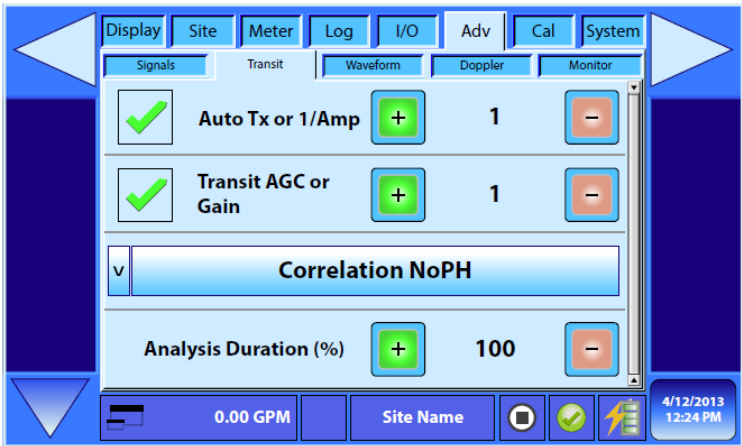 Display Site Meter Log I/O Adv Cal System
Signals Transit Waveform Doppler Monitor
Auto Tx or 1/Amp + 1 -
Transit AGC or
Gain + 1 -
v Correlation NoPH
Analysis Duration (%) + 100 -
0.00 GPM Site Name
4/12/2013
12:24 PM